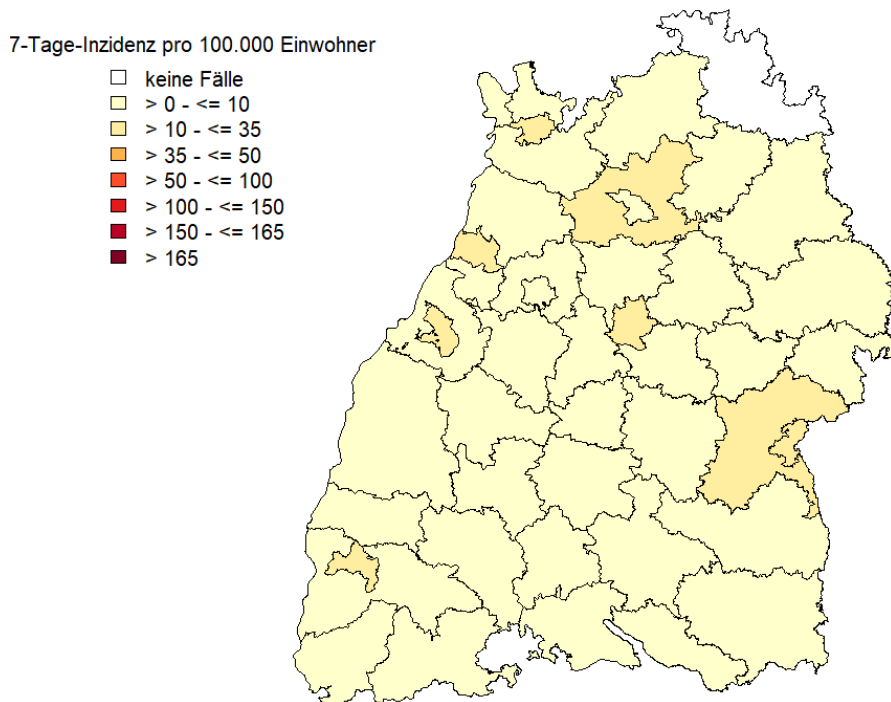 7-Tage-Inzidenz pro 100.000 Einwohner
keine Fälle
> 0 - <= 10
> 10 - <= 35
> 35 - <= 50
> 50 - <= 100
> 100 - <= 150
> 150 - <= 165
> 165